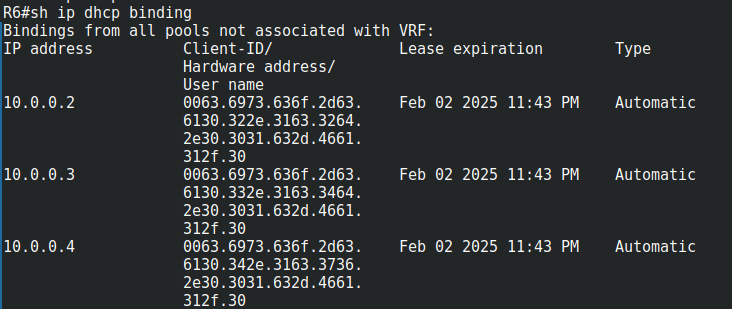 R6#sh ip dhcp binding
Bindings from all pools not associated with VRF:
IP address          Client-ID/              Lease expiration        Type
                    Hardware address/
                    User name
10.0.0.2            0063.6973.636f.2d63.    Feb 02 2025 11:43 PM    Automatic
                    6130.322e.3163.3264.
                    2e30.3031.632d.4661.
                    312f.30
10.0.0.3            0063.6973.636f.2d63.    Feb 02 2025 11:43 PM    Automatic
                    6130.332e.3163.3464.
                    2e30.3031.632d.4661.
                    312f.30
10.0.0.4            0063.6973.636f.2d63.    Feb 02 2025 11:43 PM    Automatic
                    6130.342e.3163.3736.
                    2e30.3031.632d.4661.
                    312f.30